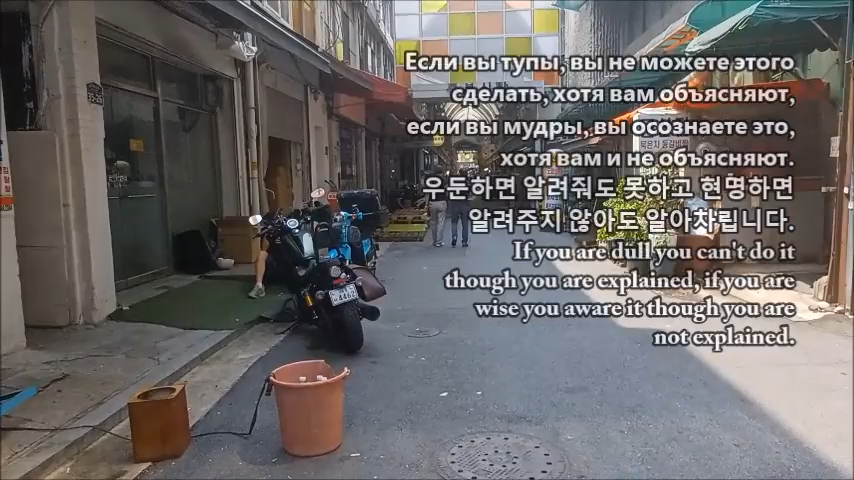 Если вы тупы, вы не можете этого
сделать, хотя вам объясняют,
если вы мудры, вы осознаете это,
хотя вам и не объясняют.
우둔하면 알려줘도 못하고 현명하면
알려주지 않아도 알아차립니다.
If you are dull you can't do it
though you are explained, if you are
wise you aware it though you are
not explained.